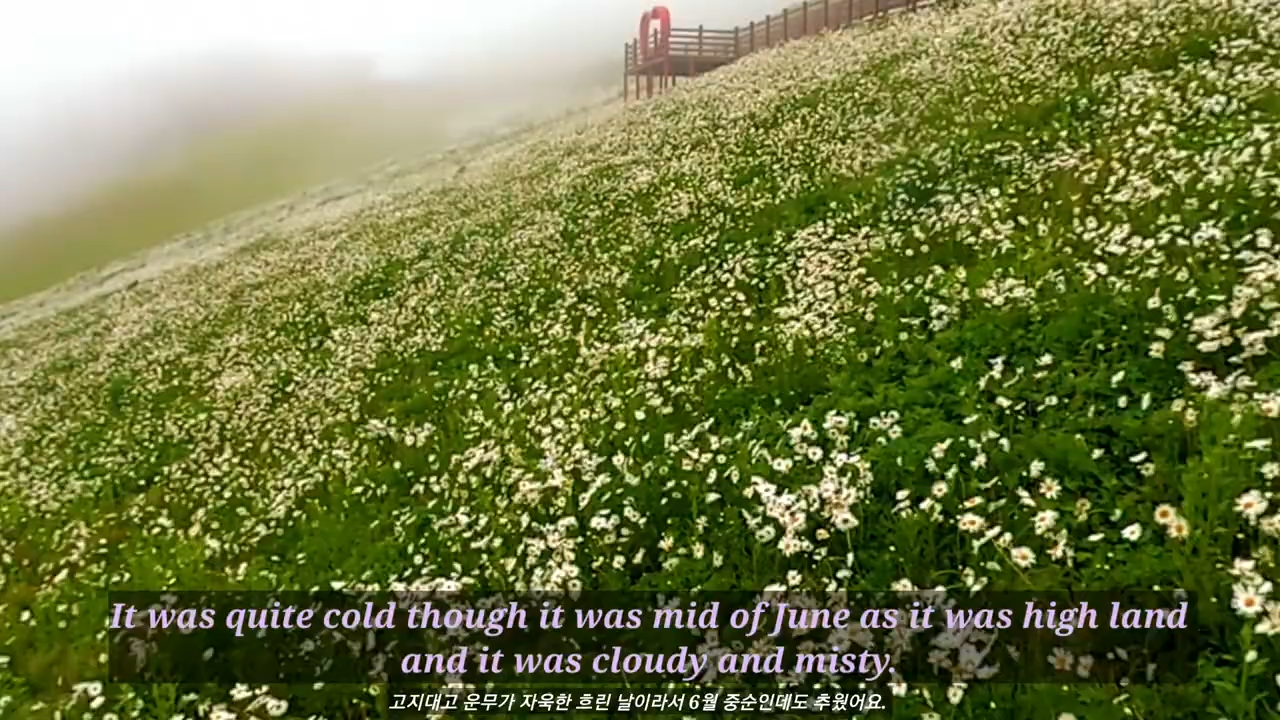 It was quite cold though it was mid of June as it was high land
and it was cloudy and misty.
고지대고 운무가 자욱한 흐린 날이라서 6월 중순인데도 추웠어요.